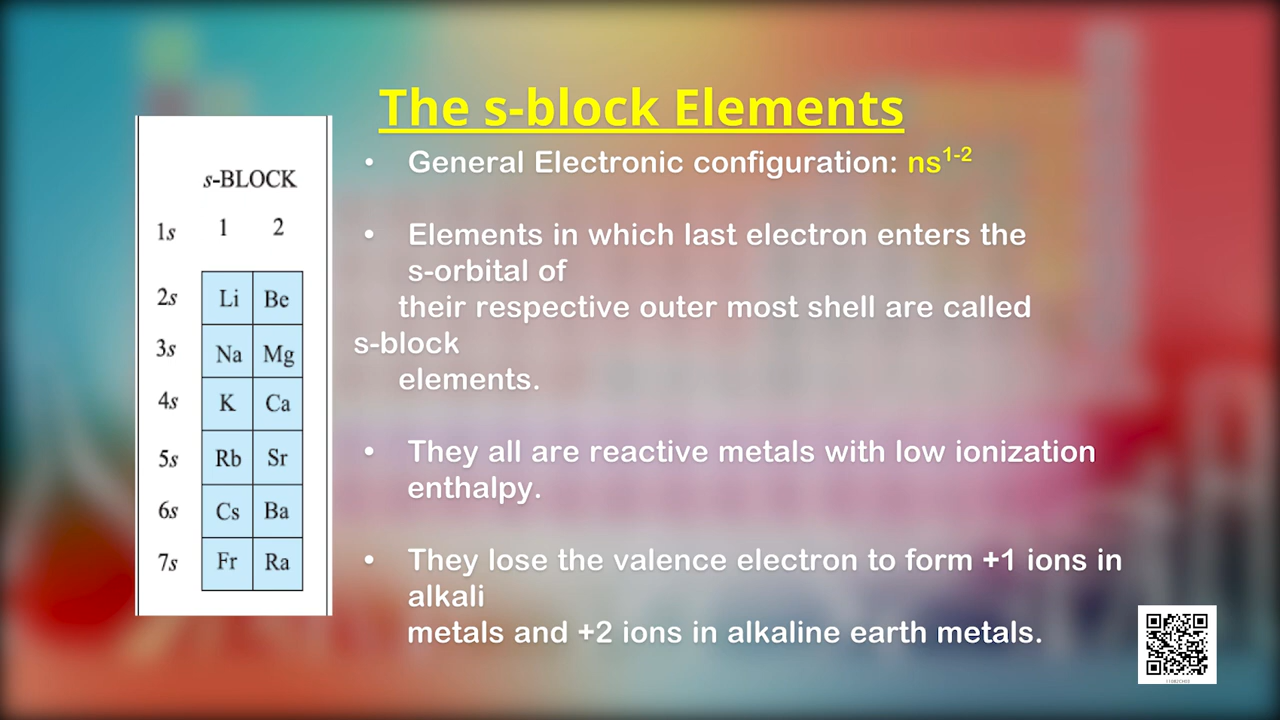 The s-block Elements
• General Electronic configuration: ns¹⁻²
• Elements in which last electron enters the
s-orbital of
their respective outer most shell are called
s-block
elements.
• They all are reactive metals with low ionization
enthalpy.
• They lose the valence electron to form +1 ions in
alkali
metals and +2 ions in alkaline earth metals.
s-BLOCK
1s 1 2
2s Li Be
3s Na Mg
4s K Ca
5s Rb Sr
6s Cs Ba
7s Fr Ra